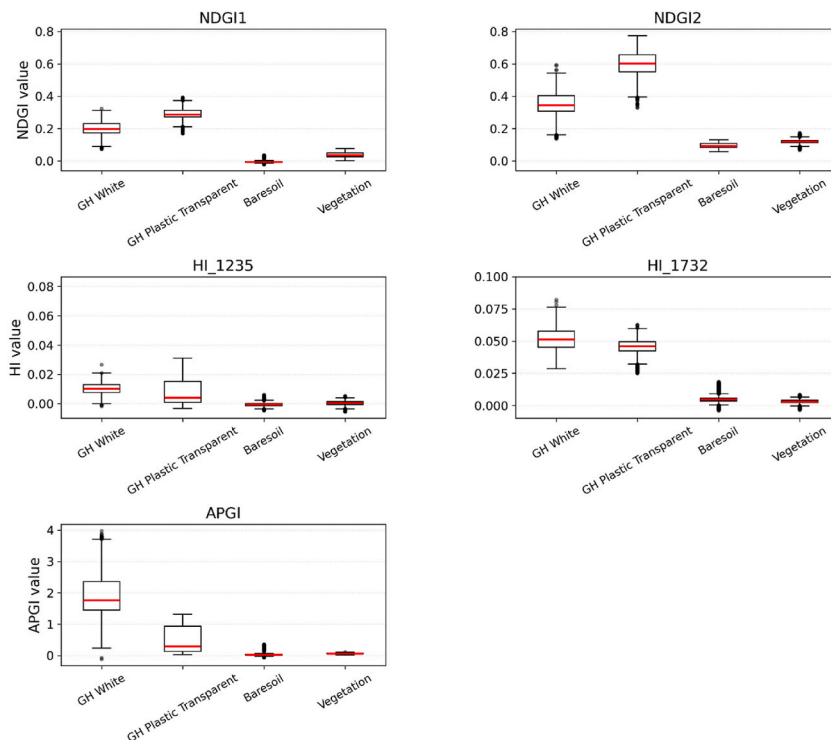 NDGI1
NDGI2
NDGI value
0.8
0.6
0.4
0.2
0.0
GH White
GH Plastic Transparent
Baresoil
Vegetation
0.8
0.6
0.4
0.2
0.0
GH White
GH Plastic Transparent
Baresoil
Vegetation
HI_1235
HI_1732
HI value
0.08
0.06
0.04
0.02
0.00
GH White
GH Plastic Transparent
Baresoil
Vegetation
0.100
0.075
0.050
0.025
0.000
GH White
GH Plastic Transparent
Baresoil
Vegetation
APGI
APGI value
4
3
2
1
0
GH White
GH Plastic Transparent
Baresoil
Vegetation